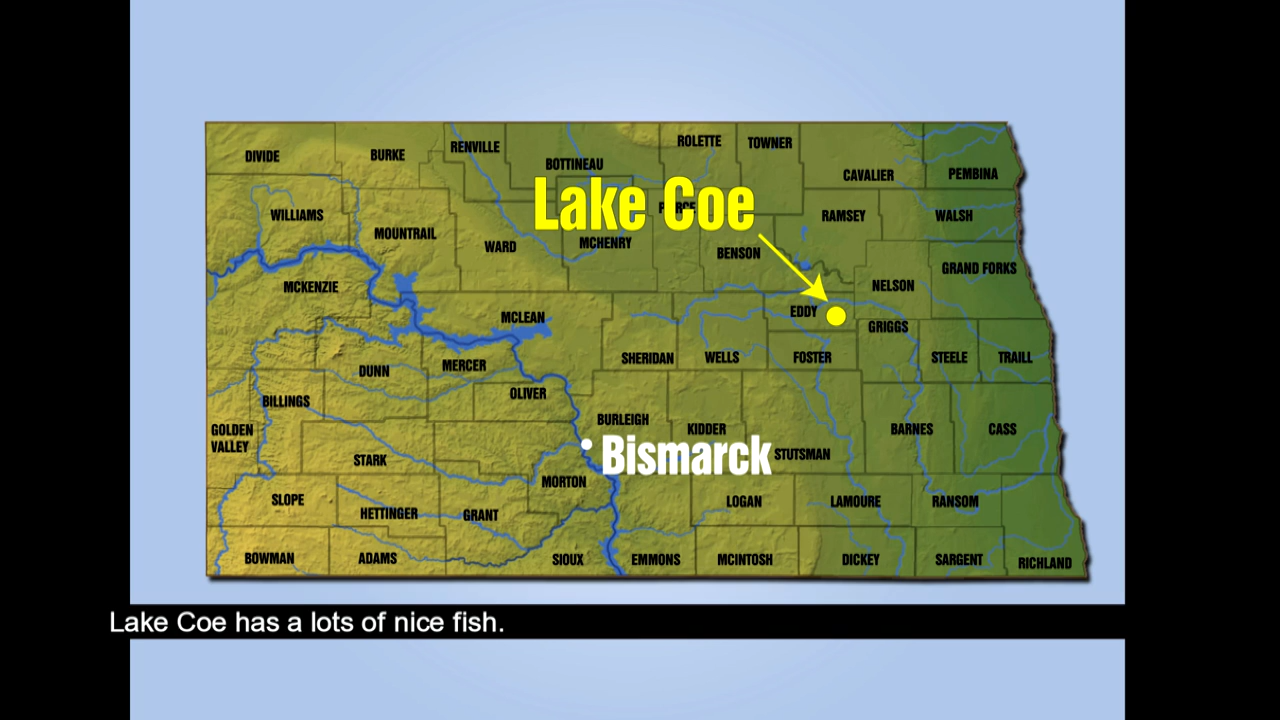 DIVIDE
BURKE
RENVILLE
BOTTINEAU
ROLETTE
TOWNER
CAVALIER
PEMBINA
WILLIAMS
MOUNTRAIL
WARD
Lake Coe
MCHENRY
BENSON
RAMSEY
WALSH
GRAND FORKS
MCKENZIE
MCLEAN
EDDY
NELSON
GRIGGS
DUNN
MERCER
OLIVER
SHERIDAN
WELLS
FOSTER
STEELE
TRAILL
BILLINGS
GOLDEN
VALLEY
STARK
BURLEIGH
KIDDER
Bismarck
STUTSMAN
BARNES
CASS
SLOPE
HETTINGER
GRANT
MORTON
LOGAN
LAMOURE
RANSOM
BOWMAN
ADAMS
SIOUX
EMMONS
MCINTOSH
DICKEY
SARGENT
RICHLAND
Lake Coe has a lots of nice fish.